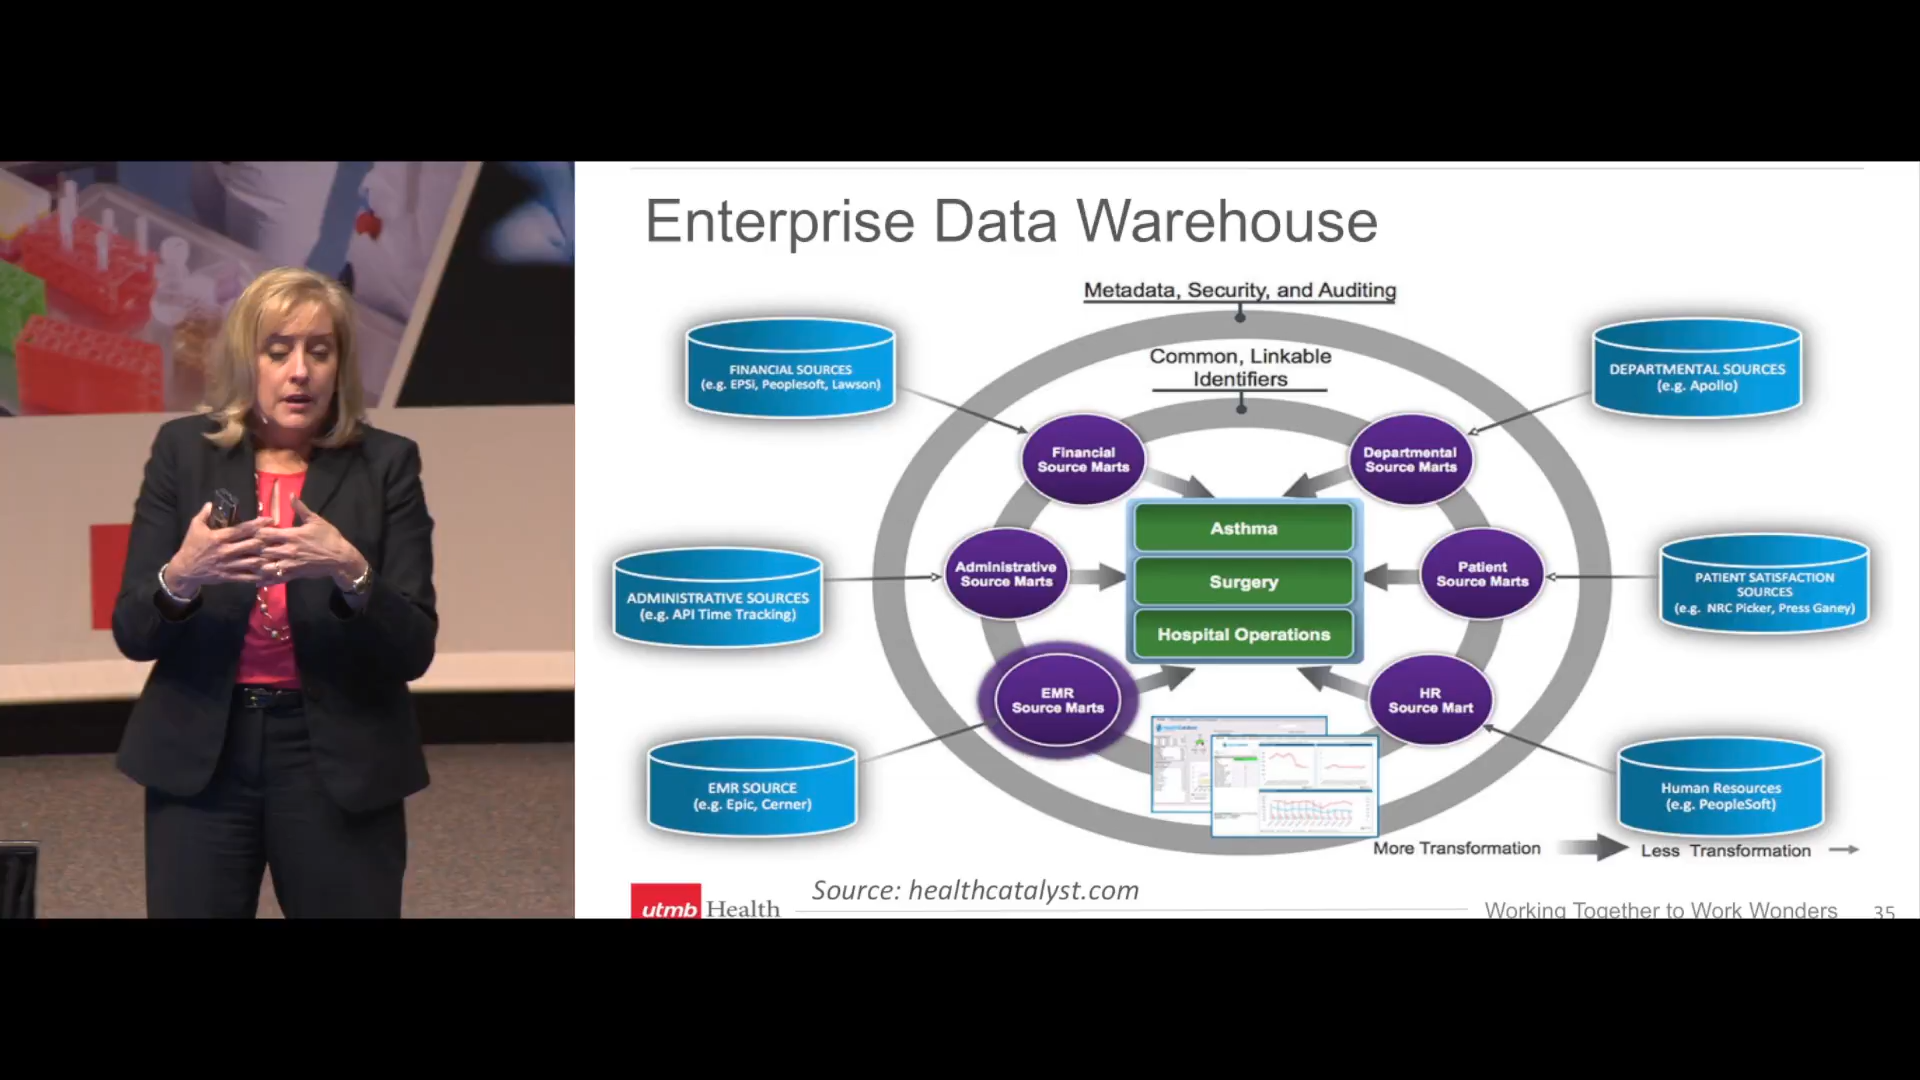 Enterprise Data Warehouse
Metadata, Security, and Auditing
Common, Linkable
Identifiers
FINANCIAL SOURCES
(e.g. EPSi, Peoplesoft, Lawson)
DEPARTMENTAL SOURCES
(e.g. Apollo)
Financial
Source Marts
Departmental
Source Marts
Asthma
Administrative
Source Marts
Surgery
Patient
Source Marts
ADMINISTRATIVE SOURCES
(e.g. API Time Tracking)
PATIENT SATISFACTION
SOURCES
(e.g. NRC Picker, Press Ganey)
Hospital Operations
EMR
Source Marts
HR
Source Mart
EMR SOURCE
(e.g. Epic, Cerner)
Human Resources
(e.g. PeopleSoft)
More Transformation
Less Transformation
Source: healthcatalyst.com
utmb Health
Working Together to Work Wonders
35